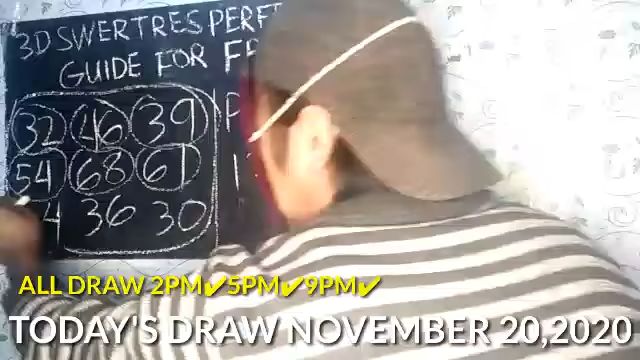 3D SWERTRES
GUIDE FOR
32 46 39
54 68 61
36 30
ALL DRAW 2PM✔5PM✔9PM✔
TODAY'S DRAW NOVEMBER 20,2020